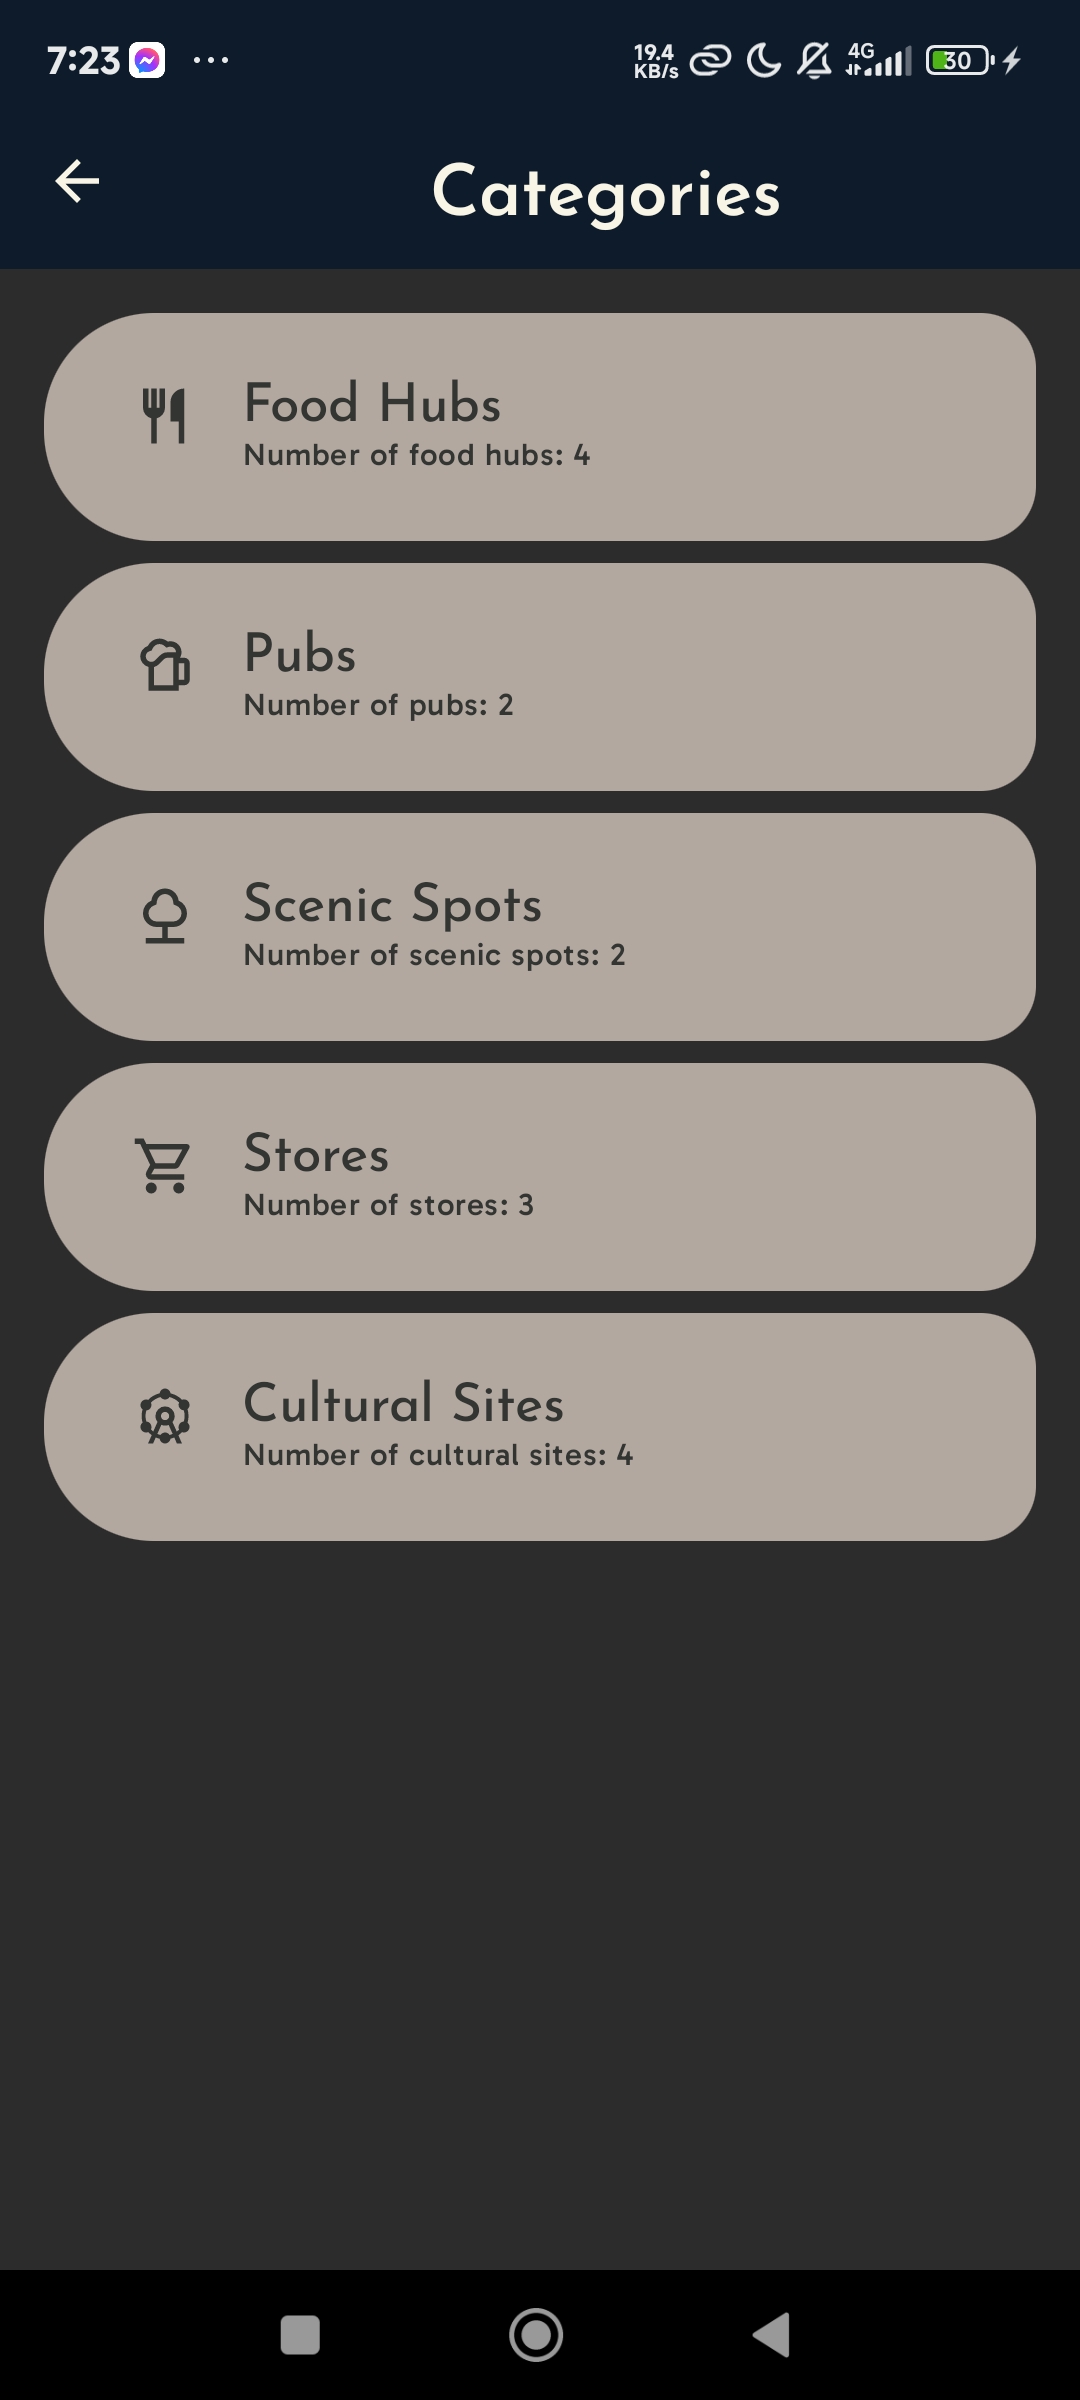 7:23
19.4
KB/s
4G
30
Categories
Food Hubs
Number of food hubs: 4
Pubs
Number of pubs: 2
Scenic Spots
Number of scenic spots: 2
Stores
Number of stores: 3
Cultural Sites
Number of cultural sites: 4